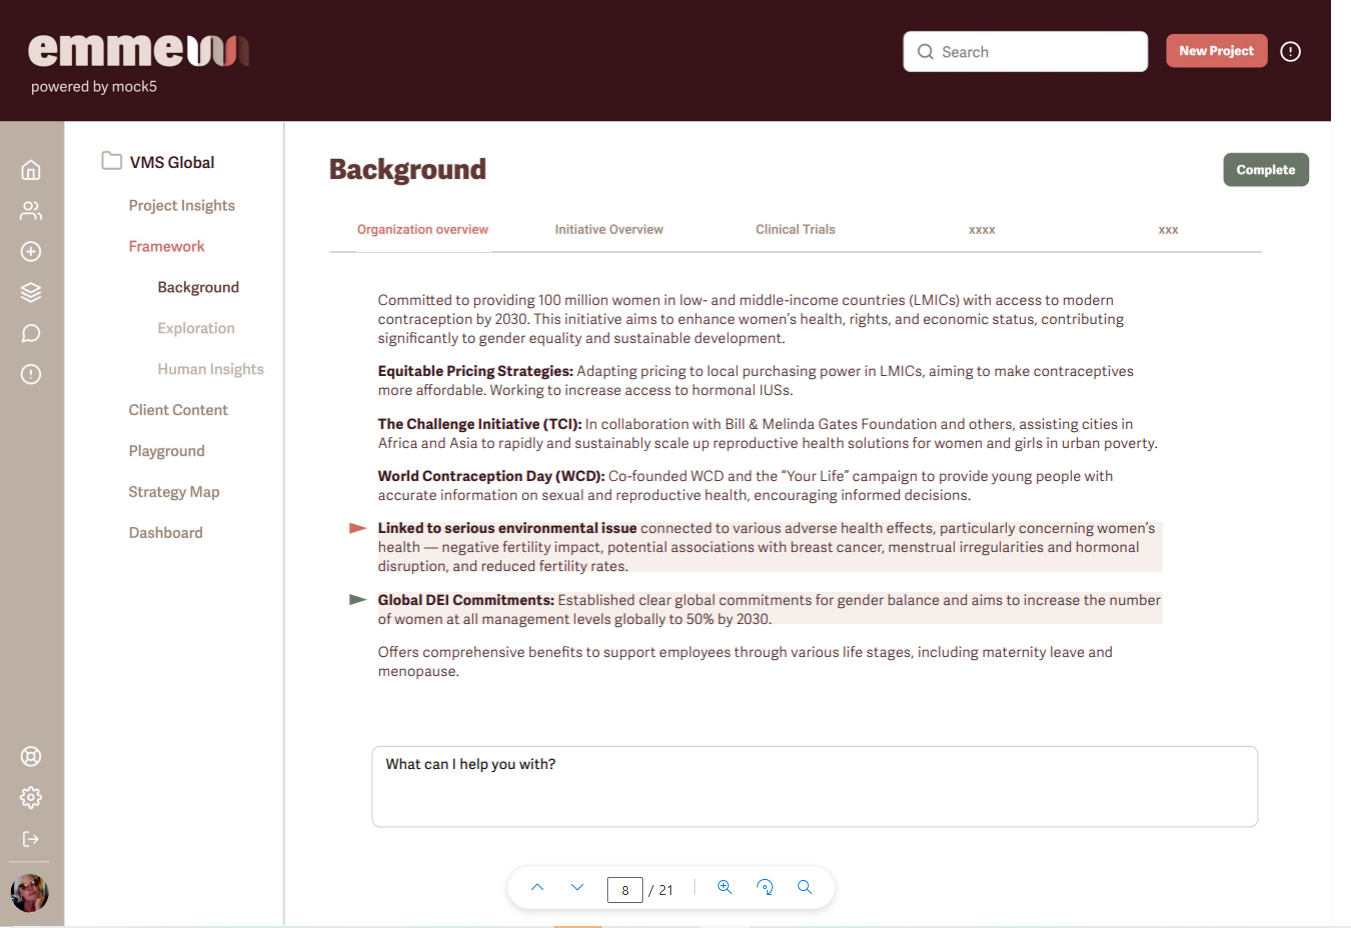 emme
powered by mock5
Search
New Project
VMS Global
Project Insights
Framework
Background
Exploration
Human Insights
Client Content
Playground
Strategy Map
Dashboard
Background
Complete
Organization overview
Initiative Overview
Clinical Trials
xxxx
xxx
Committed to providing 100 million women in low- and middle-income countries (LMICs) with access to modern
contraception by 2030. This initiative aims to enhance women’s health, rights, and economic status, contributing
significantly to gender equality and sustainable development.
Equitable Pricing Strategies: Adapting pricing to local purchasing power in LMICs, aiming to make contraceptives
more affordable. Working to increase access to hormonal IUSs.
The Challenge Initiative (TCI): In collaboration with Bill & Melinda Gates Foundation and others, assisting cities in
Africa and Asia to rapidly and sustainably scale up reproductive health solutions for women and girls in urban poverty.
World Contraception Day (WCD): Co-founded WCD and the “Your Life” campaign to provide young people with
accurate information on sexual and reproductive health, encouraging informed decisions.
Linked to serious environmental issue connected to various adverse health effects, particularly concerning women’s
health — negative fertility impact, potential associations with breast cancer, menstrual irregularities and hormonal
disruption, and reduced fertility rates.
Global DEI Commitments: Established clear global commitments for gender balance and aims to increase the number
of women at all management levels globally to 50% by 2030.
Offers comprehensive benefits to support employees through various life stages, including maternity leave and
menopause.
What can I help you with?
8 / 21